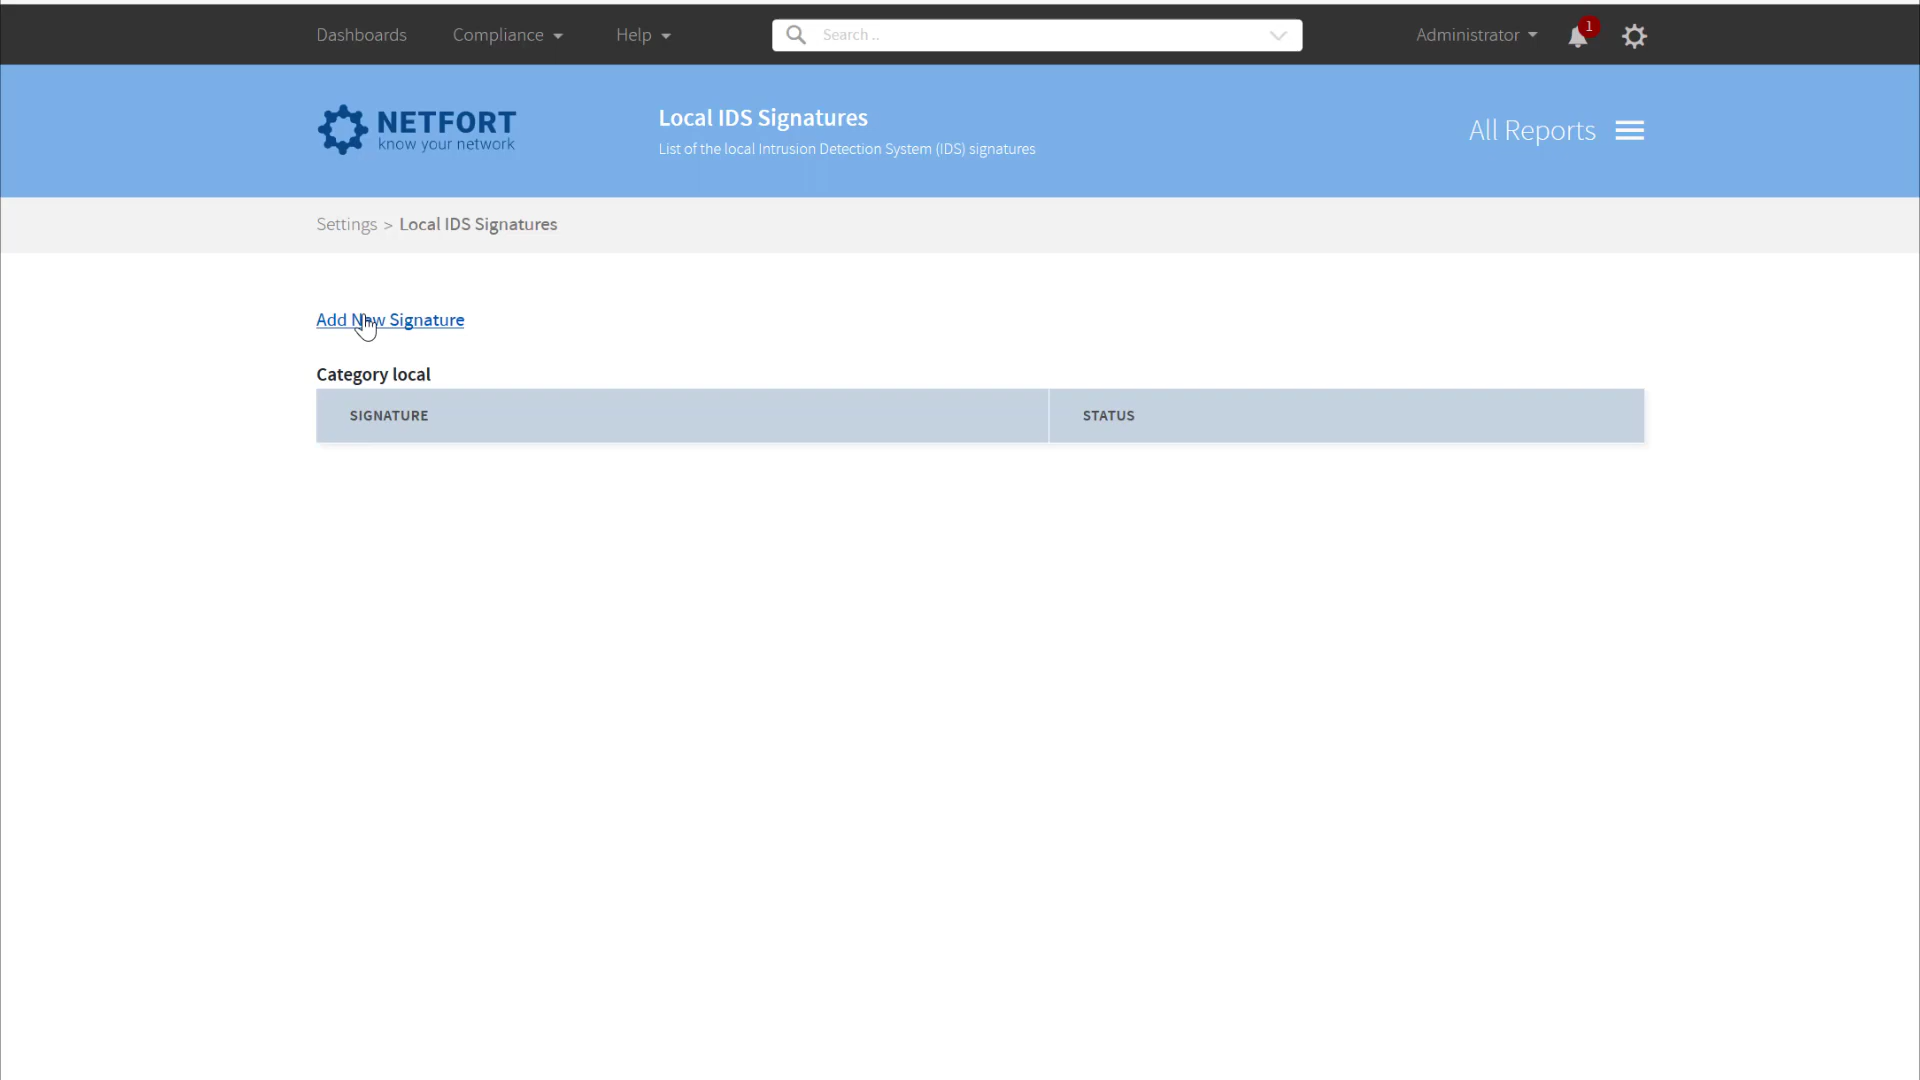 Dashboards
Compliance
Help
Search ..
Administrator
1
NETFORT
know your network
Local IDS Signatures
List of the local Intrusion Detection System (IDS) signatures
All Reports
Settings > Local IDS Signatures
Add New Signature
Category local
SIGNATURE
STATUS